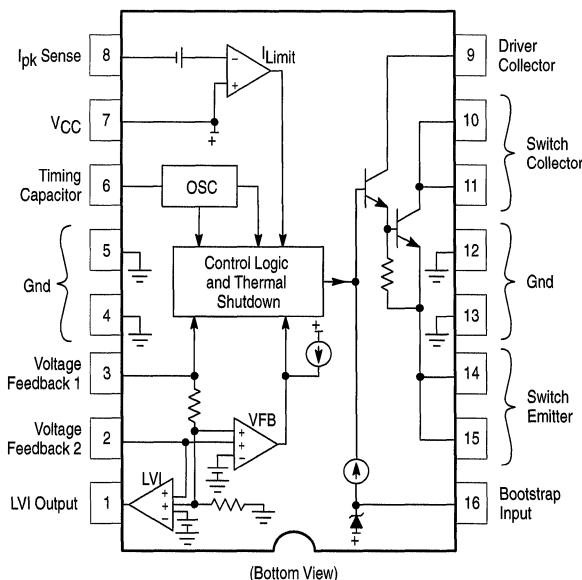 Ipk Sense 8
ILimit
9 Driver
Collector
VCC 7
10
Switch
Collector
Timing
Capacitor 6
OSC
11
5
12
Gnd
Control Logic
and Thermal
Shutdown
Gnd
4
13
Voltage
Feedback 1 3
14
Switch
Emitter
Voltage
Feedback 2 2
VFB
15
LVI
LVI Output 1
16 Bootstrap
Input
(Bottom View)